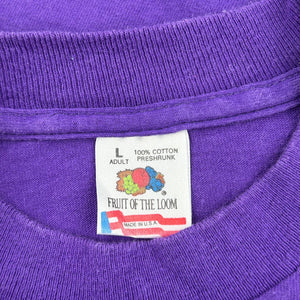 L 100% COTTON
ADULT PRESHRUNK
®
FRUIT OF THE LOOM
MADE IN U.S.A.